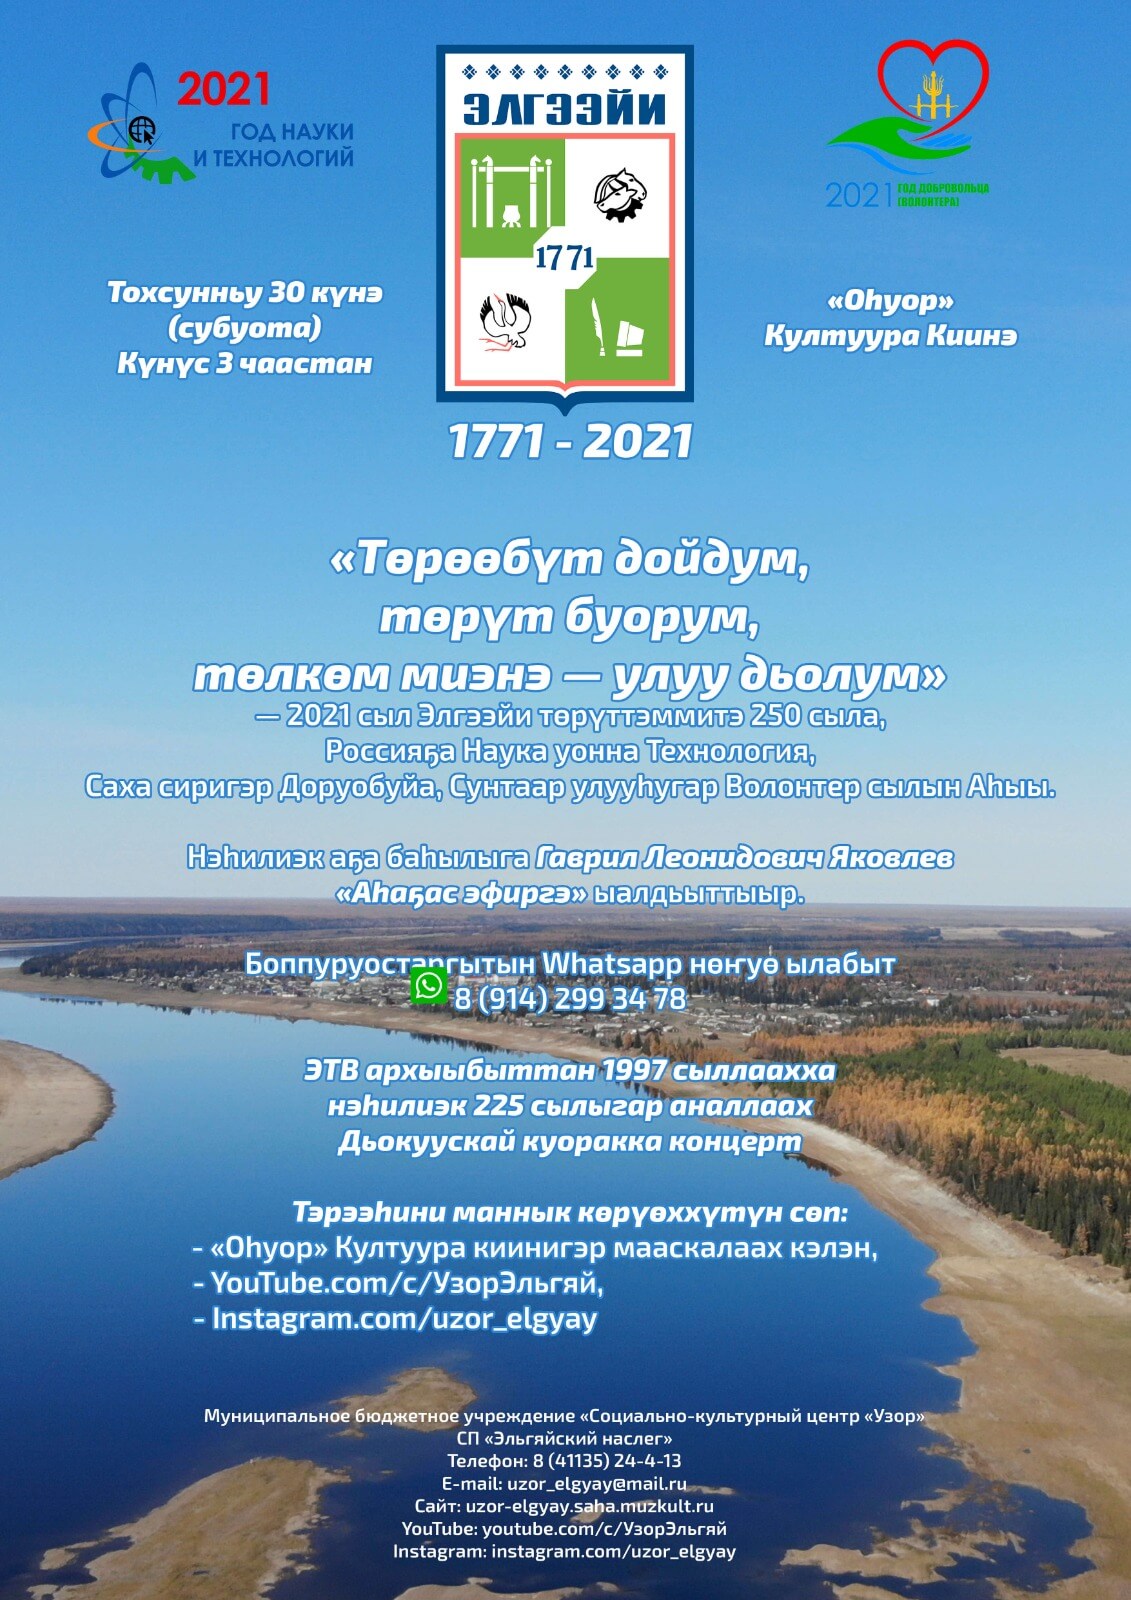 2021
ГОД НАУКИ
И ТЕХНОЛОГИЙ
ЭЛГЭЭЙИ
1771
2021 ГОД ДОБРОВОЛЬЦА
(ВОЛОНТЕРА)
Тохсунньу 30 күнэ
(субуота)
Күнүс 3 чаастан
«Оһуор»
Култуура Киинэ
1771 - 2021
«Төрөөбүт дойдум,
төрүт буорум,
төлкөм миэнэ — улуу дьолум»
— 2021 сыл Элгээйи төрүттэммитэ 250 сыла,
Россияҕа Наука уонна Технология,
Саха сиригэр Доруобуйа, Сунтаар улууһугар Волонтер сылын Аһыы.
Нэһилиэк аҕа баһылыга Гаврил Леонидович Яковлев
«Аһаҕас эфиргэ» ыалдьыттыыр.
Боппуруостаргытын Whatsapp нөҥүө ылабыт
8 (914) 299 34 78
ЭТВ архыыбыттан 1997 сыллаахха
нэһилиэк 225 сылыгар аналлаах
Дьокуускай куоракка концерт
Тэрээһини маннык көрүөххүтүн сөп:
- «Оһуор» Култуура киинигэр мааскалаах кэлэн,
- YouTube.com/c/УзорЭльгяй,
- Instagram.com/uzor_elgyay
Муниципальное бюджетное учреждение «Социально-культурный центр «Узор»
СП «Эльгяйский наслег»
Телефон: 8 (41135) 24-4-13
E-mail: uzor_elgyay@mail.ru
Сайт: uzor-elgyay.saha.muzkult.ru
YouTube: youtube.com/c/УзорЭльгяй
Instagram: instagram.com/uzor_elgyay